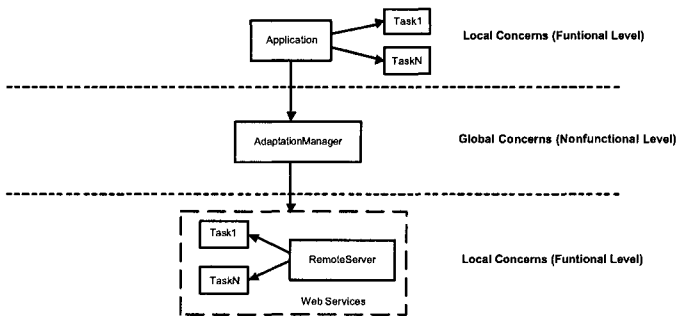 Task1
Application
Local Concerns (Funtional Level)
TaskN
AdaptationManager
Global Concerns (Nonfunctional Level)
Task1
RemoteServer
Local Concerns (Funtional Level)
TaskN
Web Services